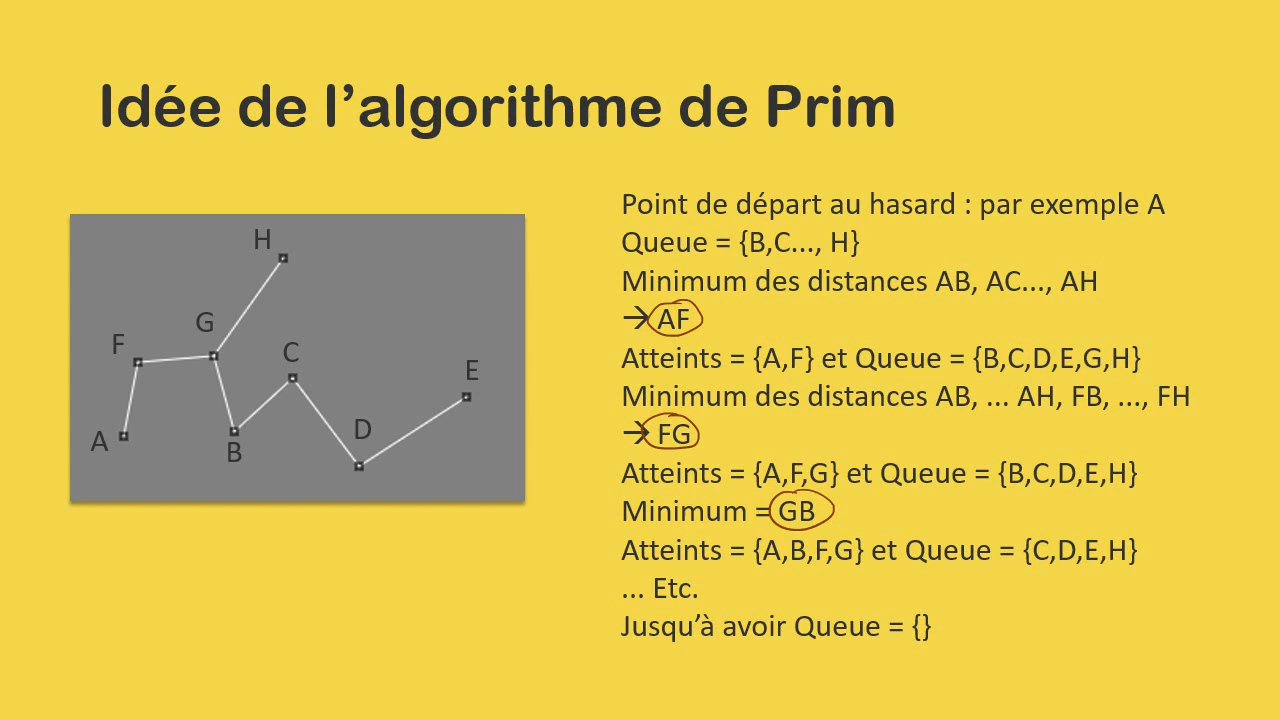 Idée de l’algorithme de Prim
H
G
F
C
E
D
A
B
Point de départ au hasard : par exemple A
Queue = {B,C..., H}
Minimum des distances AB, AC..., AH
→ AF
Atteints = {A,F} et Queue = {B,C,D,E,G,H}
Minimum des distances AB, ... AH, FB, ..., FH
→ FG
Atteints = {A,F,G} et Queue = {B,C,D,E,H}
Minimum = GB
Atteints = {A,B,F,G} et Queue = {C,D,E,H}
... Etc.
Jusqu’à avoir Queue = {}